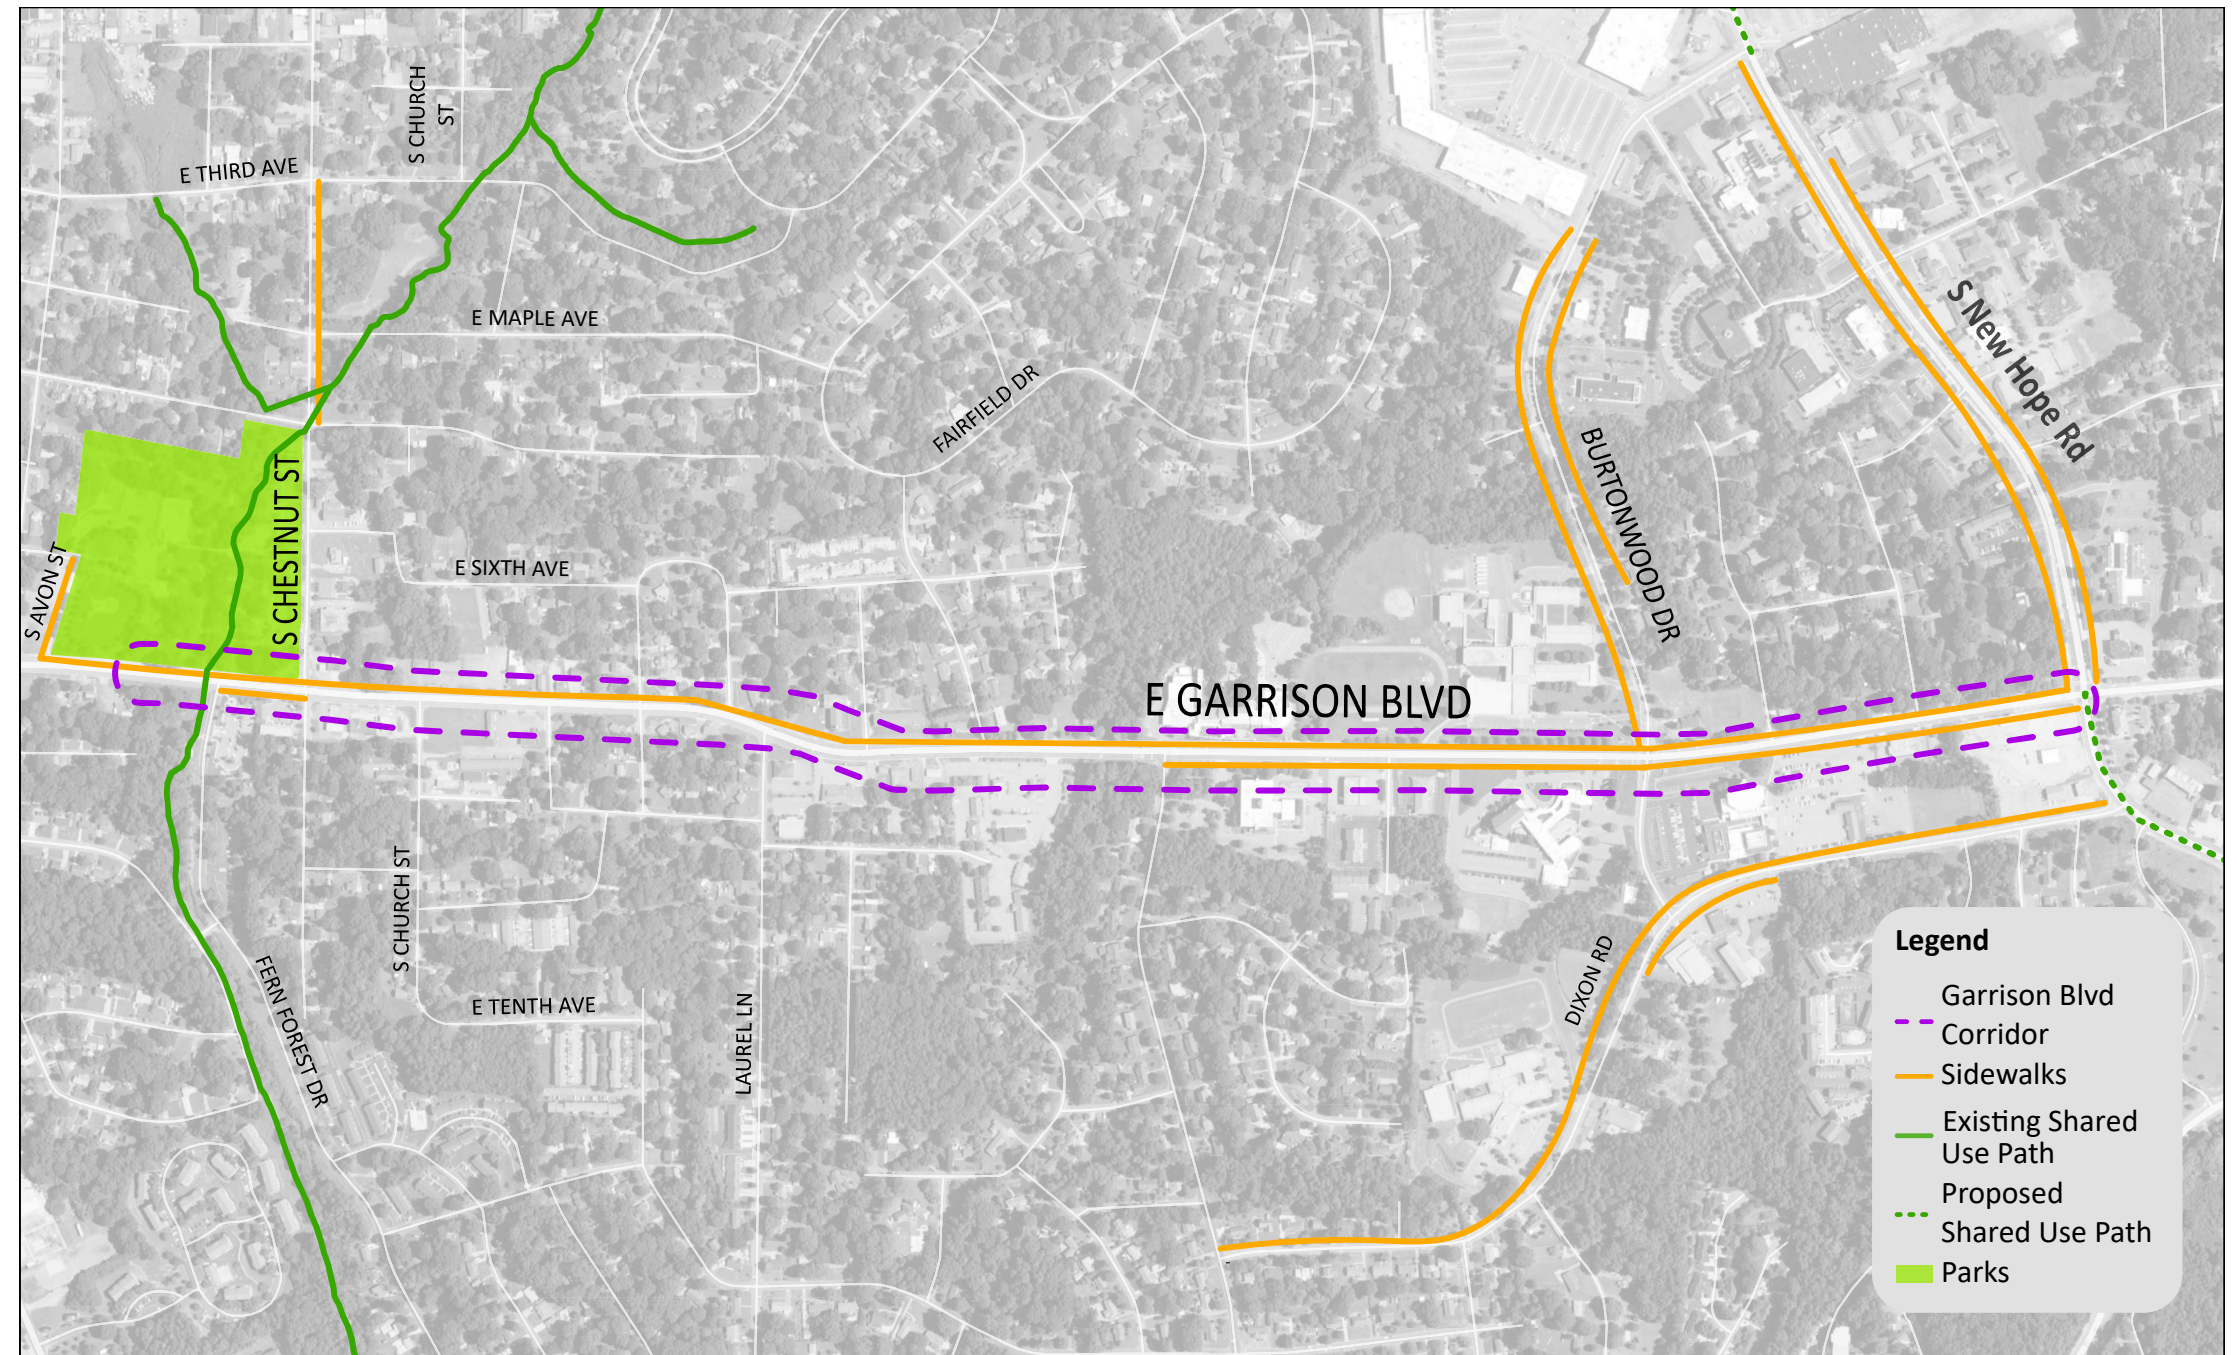 S CHURCH
ST
E THIRD AVE
E MAPLE AVE
FAIRFIELD DR
S New Hope Rd
BURTONWOOD DR
S CHESTNUT ST
S AVON ST
E SIXTH AVE
E GARRISON BLVD
S CHURCH ST
FERN FOREST DR
E TENTH AVE
LAUREL LN
DIXON RD
Legend
Garrison Blvd
Corridor
Sidewalks
Existing Shared
Use Path
Proposed
Shared Use Path
Parks